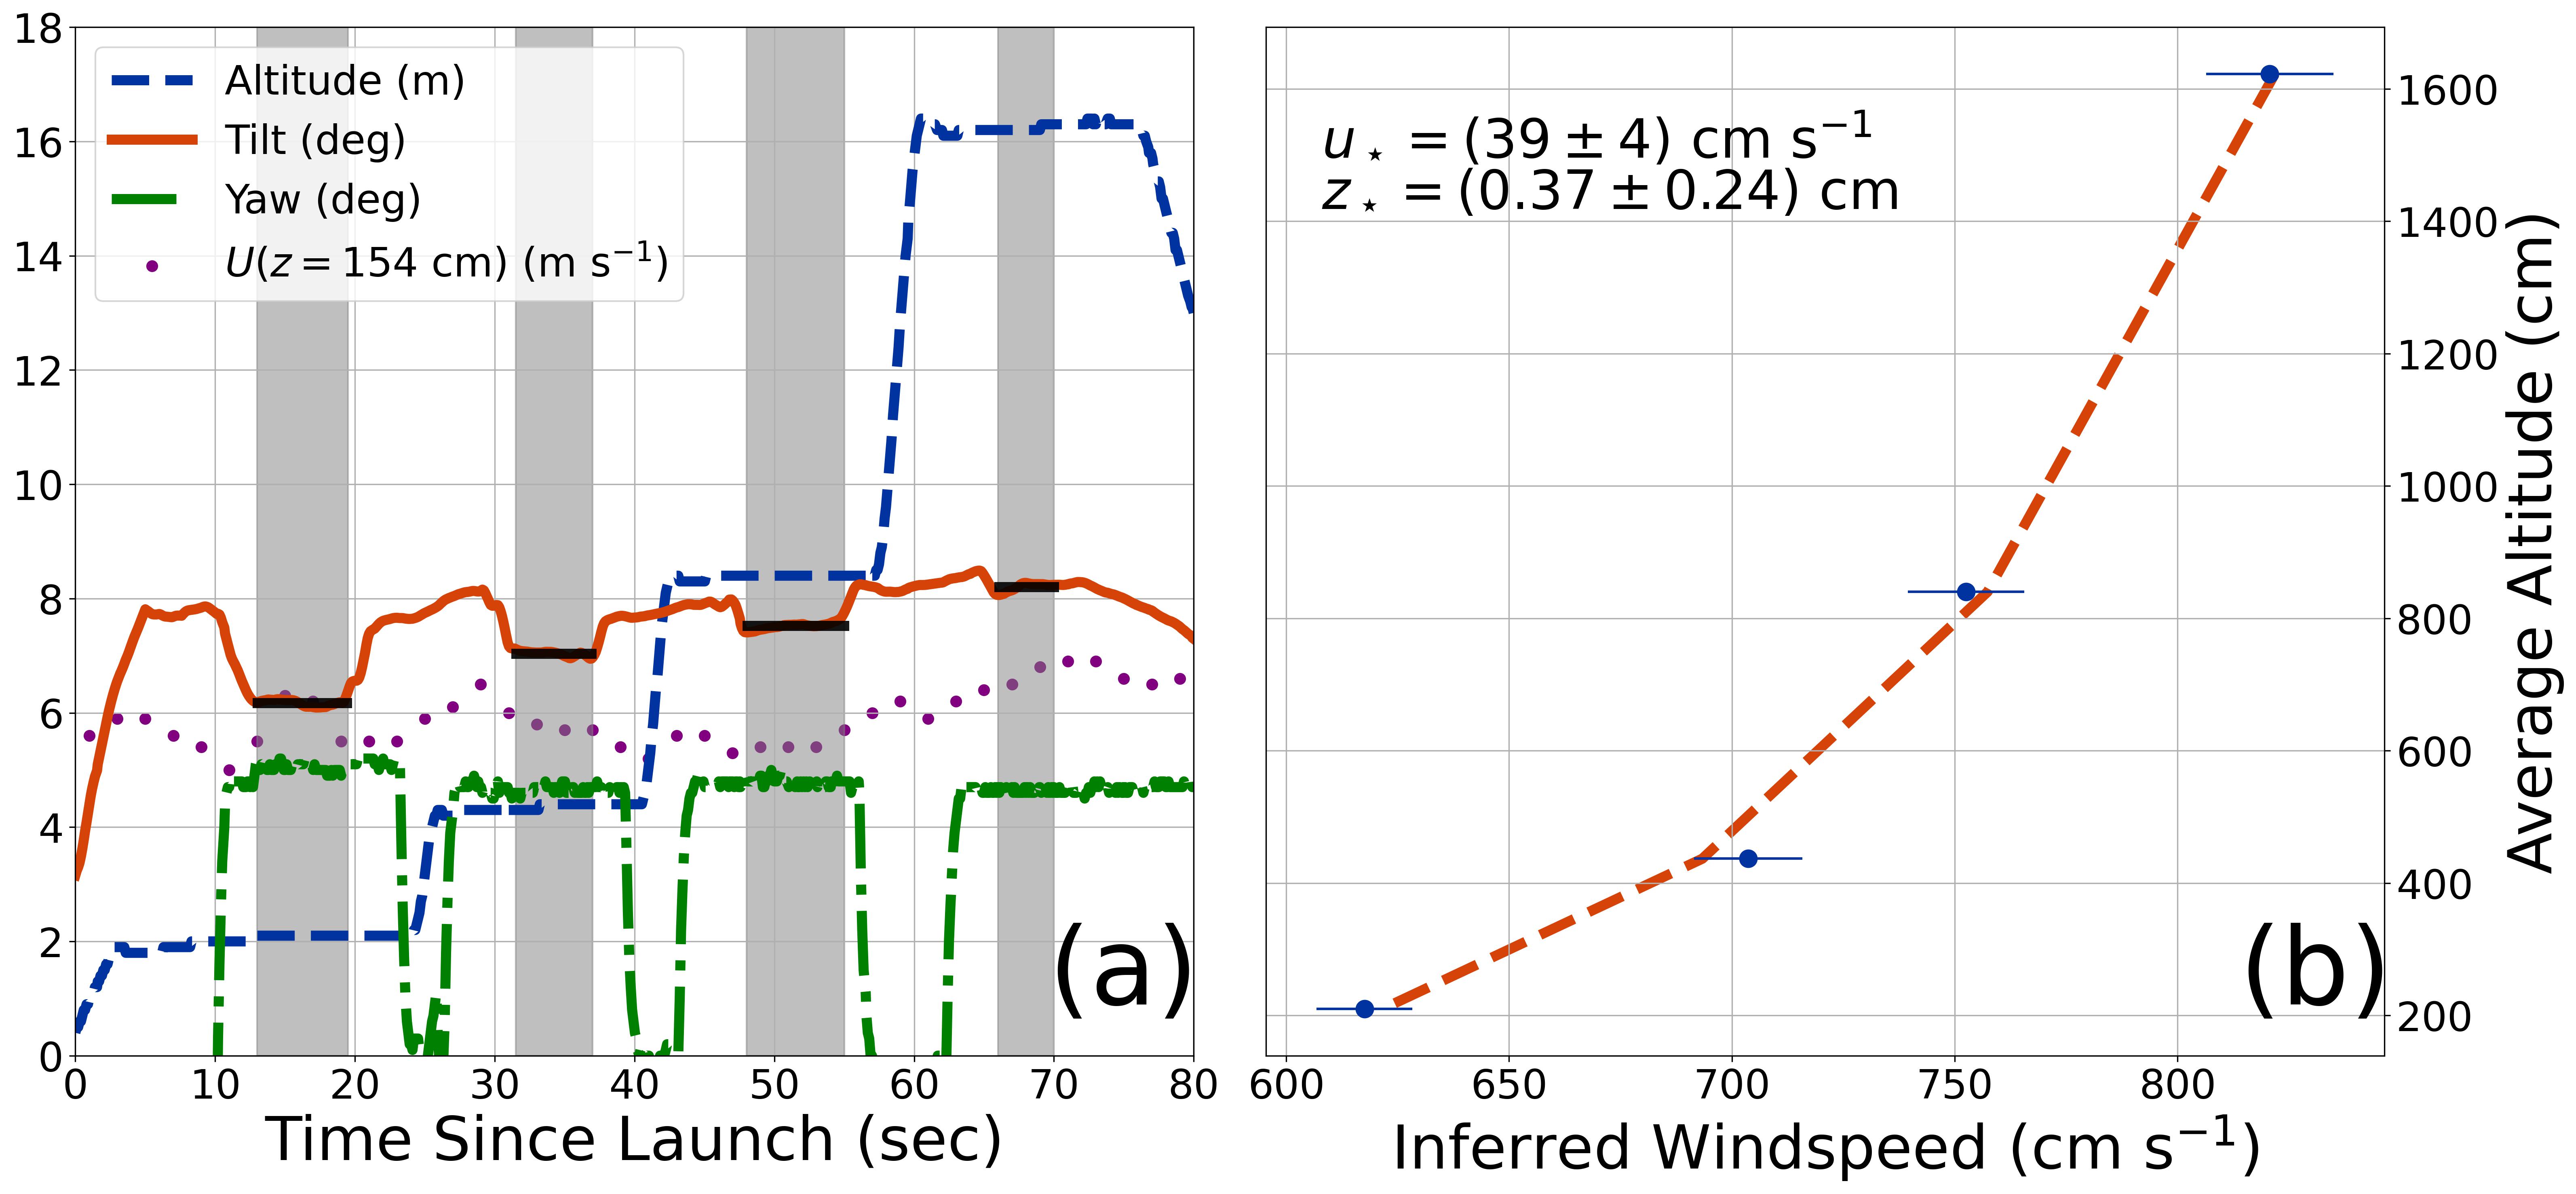 18
16
14
12
10
8
6
4
2
0
Altitude (m)
Tilt (deg)
Yaw (deg)
U(z = 154 cm) (m s⁻¹)
(a)
0 10 20 30 40 50 60 70 80
Time Since Launch (sec)
u⋆ = (39 ± 4) cm s⁻¹
z⋆ = (0.37 ± 0.24) cm
(b)
1600
1400
1200
1000
800
600
400
200
Average Altitude (cm)
600 650 700 750 800
Inferred Windspeed (cm s⁻¹)